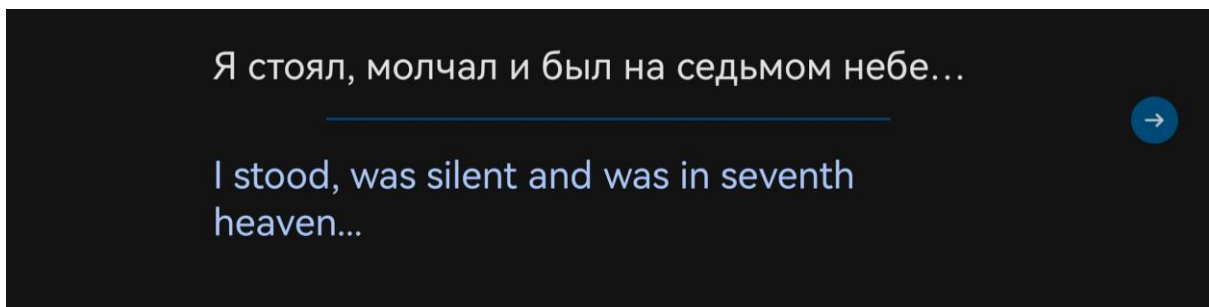 Я стоял, молчал и был на седьмом небе…
I stood, was silent and was in seventh
heaven...